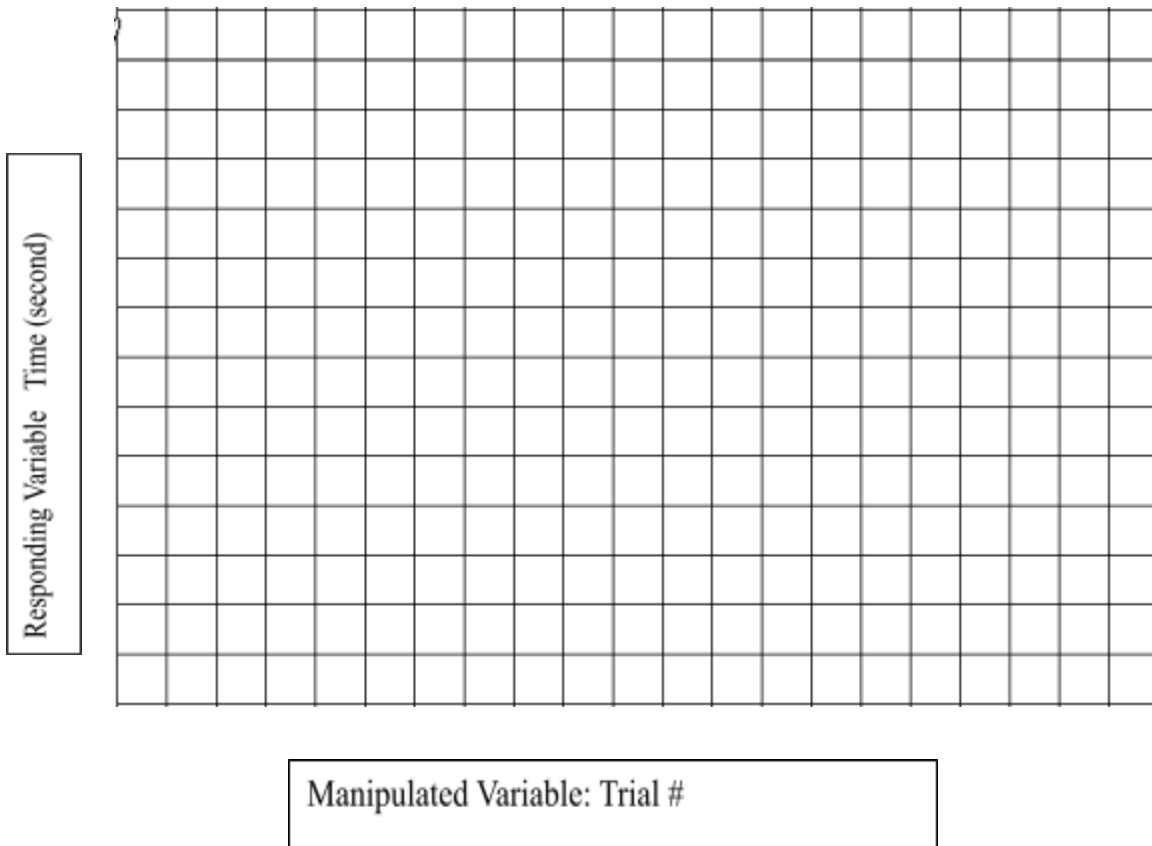 Responding Variable Time (second)
Manipulated Variable: Trial #